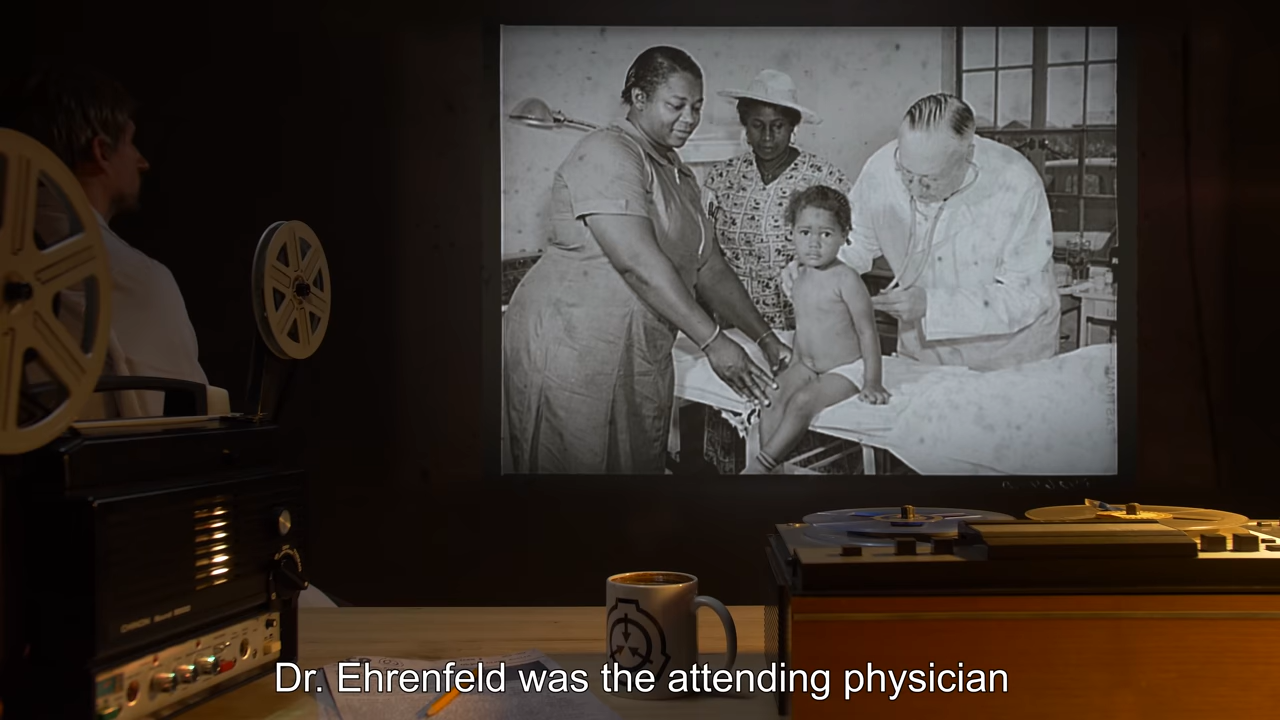 Dr. Ehrenfeld was the attending physician